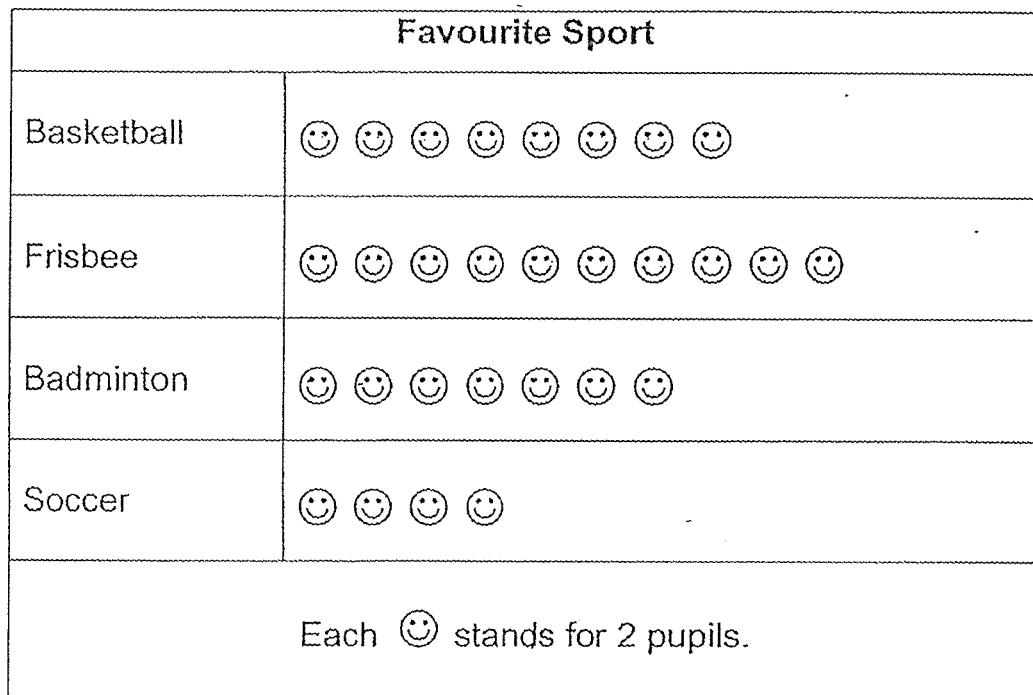 Favourite Sport
Basketball
Frisbee
Badminton
Soccer
Each stands for 2 pupils.